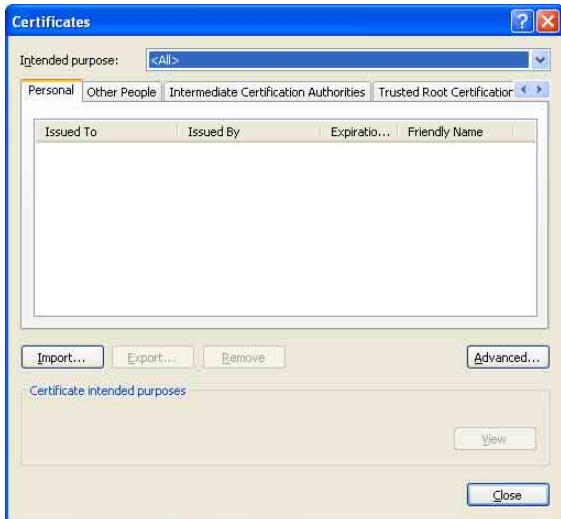 Certificates
Intended purpose: <All>
Personal Other People Intermediate Certification Authorities Trusted Root Certification
Issued To Issued By Expiratio... Friendly Name
Import... Export... Remove Advanced...
Certificate intended purposes
View
Close